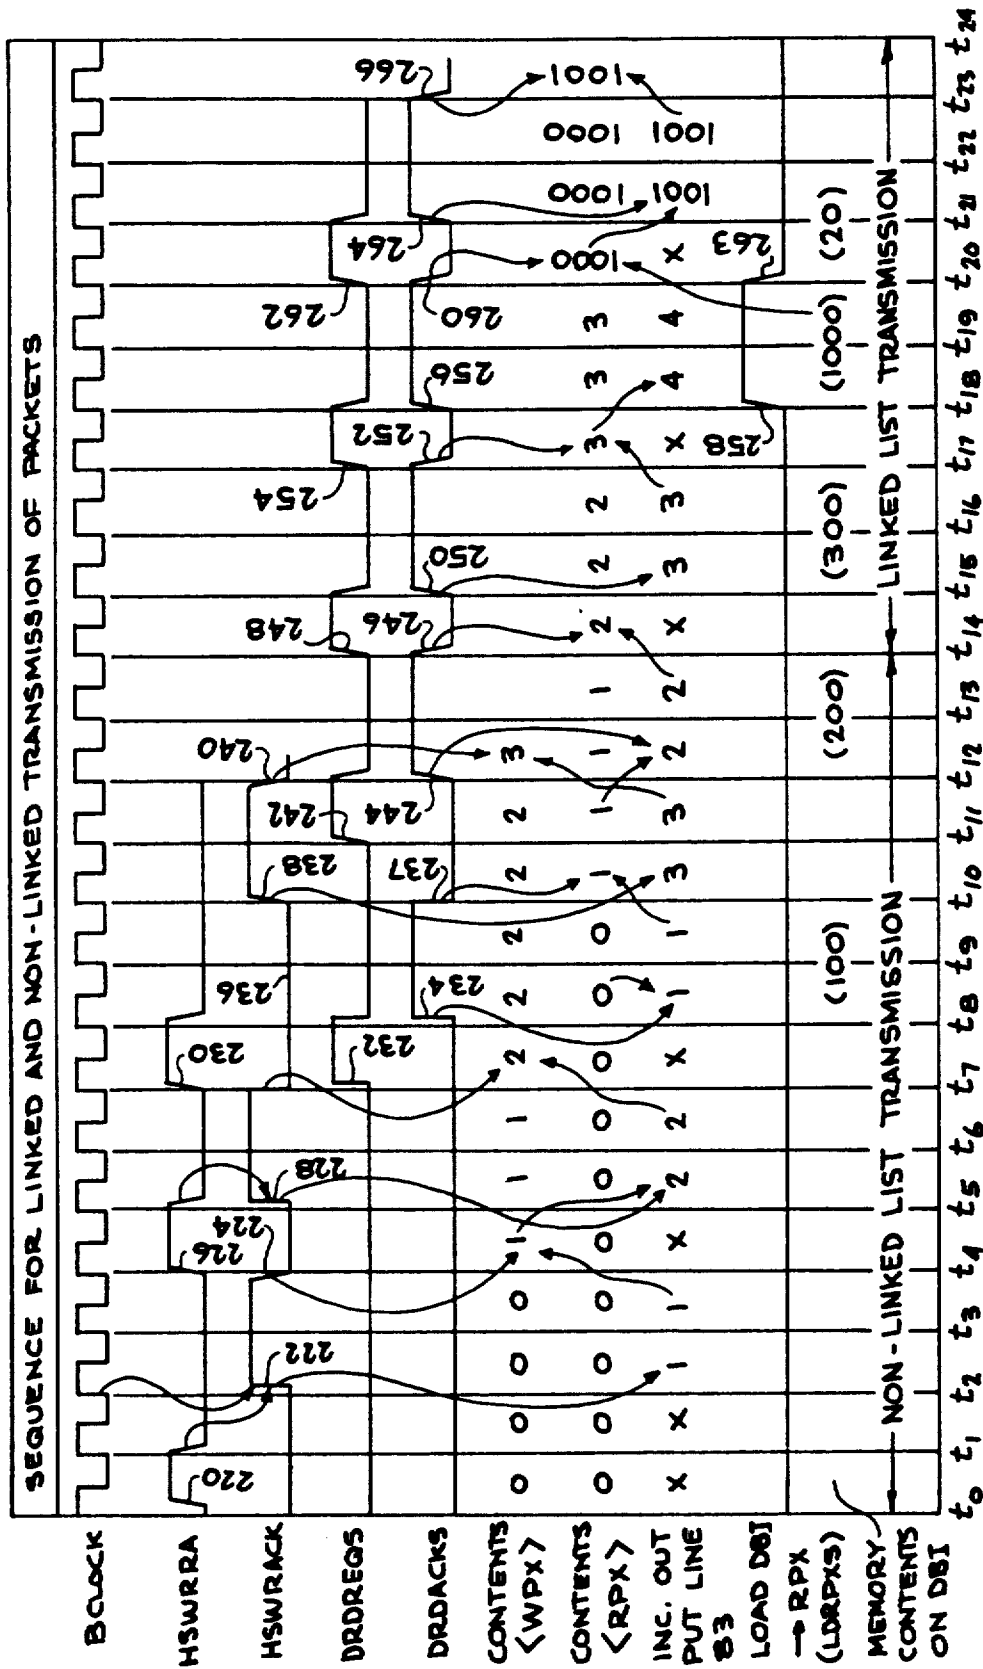 SEQUENCE FOR LINKED AND NON-LINKED TRANSMISSION OF PACKETS
BCLOCK
HSWRRA
220 226 230
HSWRACK
222 224 228 236 238 240
DRDREQS
232 242 248 254 262
DRDACKS
234 237 244 246 250 252 256 260 264 266
CONTENTS
<WPX>
0 0 0 0 1 1 1 2 2 2 2 2 3
CONTENTS
<RPX>
0 0 0 0 0 0 0 0 0 0 1 1 1 1 2 2 2 3 3 3 1000 1000 1000 1001
INC. OUT
PUT LINE
83
X X 1 1 X 2 2 X 1 1 3 3 2 2 X 3 3 X 4 4 X 1001 1001
LOAD DBI
→ RPX
(LDRPXS)
258 263
MEMORY
CONTENTS
ON DBI
(100) (200) (300) (1000) (20)
NON-LINKED LIST TRANSMISSION LINKED LIST TRANSMISSION
t0 t1 t2 t3 t4 t5 t6 t7 t8 t9 t10 t11 t12 t13 t14 t15 t16 t17 t18 t19 t20 t21 t22 t23 t24